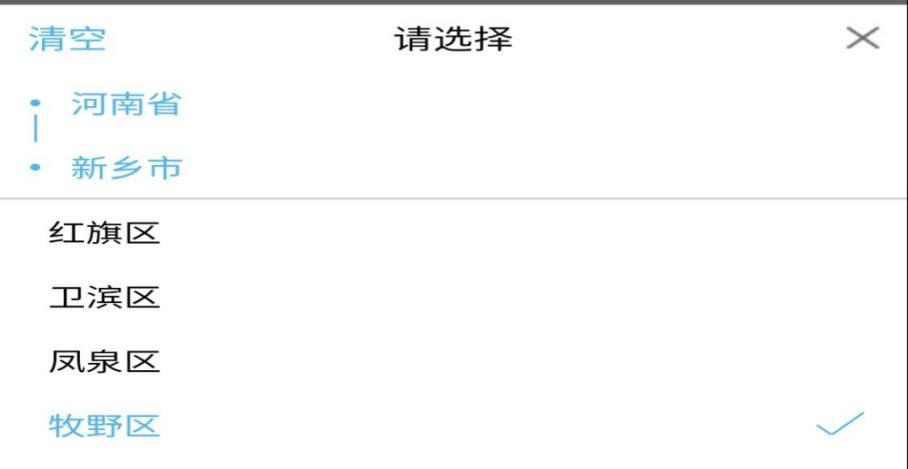 清空 请选择
河南省
新乡市
红旗区
卫滨区
凤泉区
牧野区